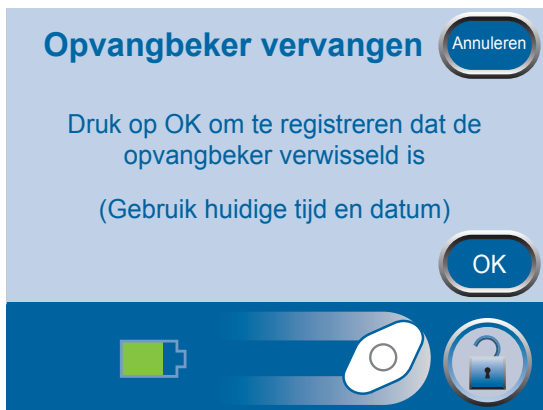 Opvangbeker vervangen
Annuleren
Druk op OK om te registreren dat de
opvangbeker verwisseld is
(Gebruik huidige tijd en datum)
OK